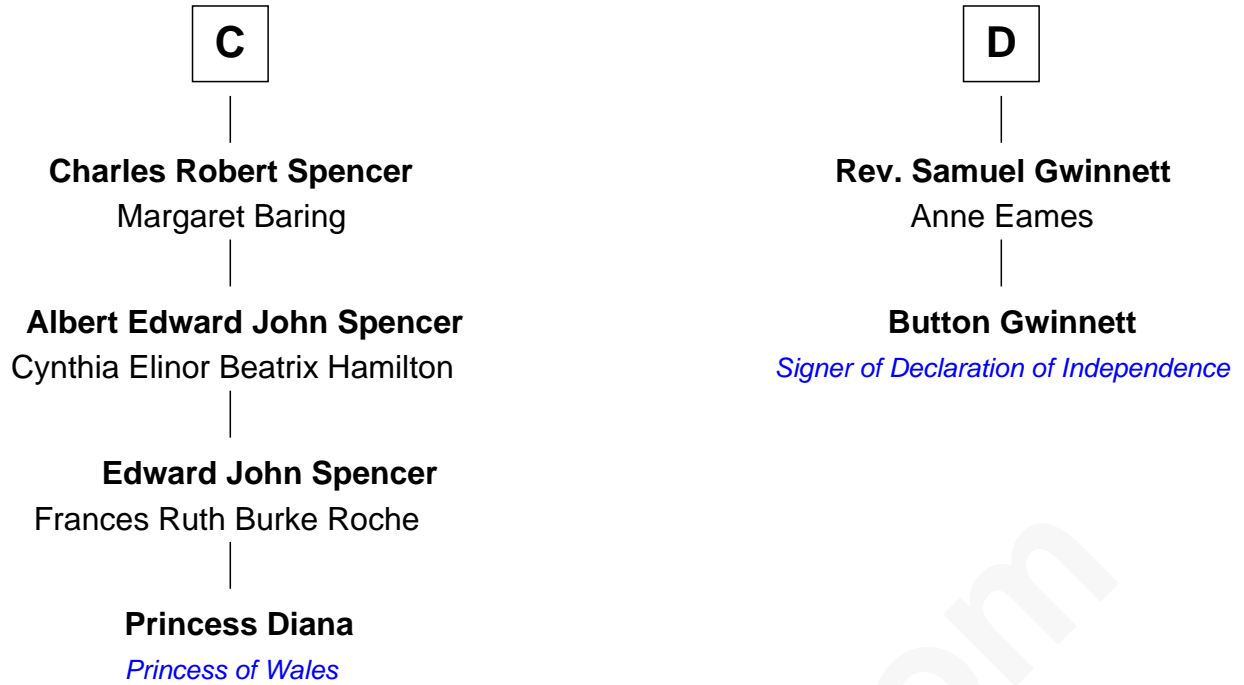 C
Charles Robert Spencer
Margaret Baring
Albert Edward John Spencer
Cynthia Elinor Beatrix Hamilton
Edward John Spencer
Frances Ruth Burke Roche
Princess Diana
Princess of Wales
D
Rev. Samuel Gwinnett
Anne Eames
Button Gwinnett
Signer of Declaration of Independence
om